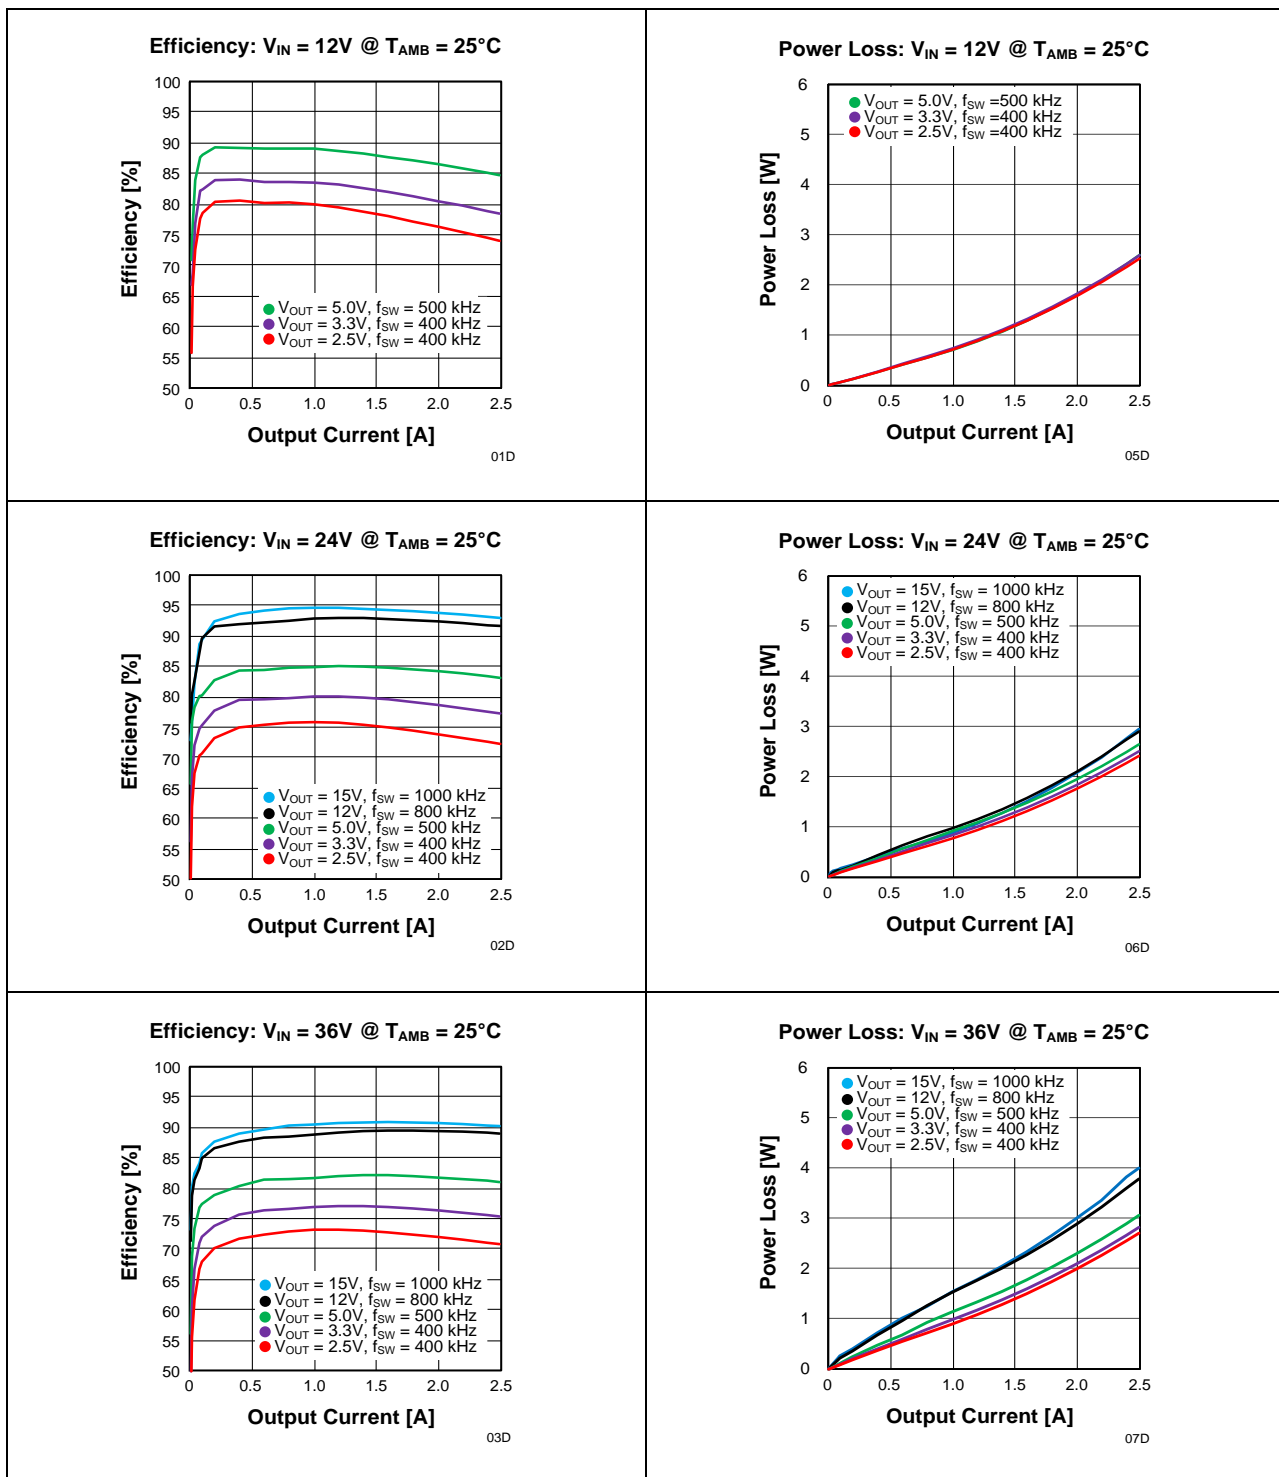 Efficiency: VIN = 12V @ TAMB = 25°C
100
95
90
85
80
75
70
65
60
55
50
Efficiency [%]
VOUT = 5.0V, fSW = 500 kHz
VOUT = 3.3V, fSW = 400 kHz
VOUT = 2.5V, fSW = 400 kHz
0 0.5 1.0 1.5 2.0 2.5
Output Current [A]
01D
Power Loss: VIN = 12V @ TAMB = 25°C
6
5
4
3
2
1
0
Power Loss [W]
VOUT = 5.0V, fSW =500 kHz
VOUT = 3.3V, fSW =400 kHz
VOUT = 2.5V, fSW =400 kHz
0 0.5 1.0 1.5 2.0 2.5
Output Current [A]
05D
Efficiency: VIN = 24V @ TAMB = 25°C
100
95
90
85
80
75
70
65
60
55
50
Efficiency [%]
VOUT = 15V, fSW = 1000 kHz
VOUT = 12V, fSW = 800 kHz
VOUT = 5.0V, fSW = 500 kHz
VOUT = 3.3V, fSW = 400 kHz
VOUT = 2.5V, fSW = 400 kHz
0 0.5 1.0 1.5 2.0 2.5
Output Current [A]
02D
Power Loss: VIN = 24V @ TAMB = 25°C
6
5
4
3
2
1
0
Power Loss [W]
VOUT = 15V, fSW = 1000 kHz
VOUT = 12V, fSW = 800 kHz
VOUT = 5.0V, fSW = 500 kHz
VOUT = 3.3V, fSW = 400 kHz
VOUT = 2.5V, fSW = 400 kHz
0 0.5 1.0 1.5 2.0 2.5
Output Current [A]
06D
Efficiency: VIN = 36V @ TAMB = 25°C
100
95
90
85
80
75
70
65
60
55
50
Efficiency [%]
VOUT = 15V, fSW = 1000 kHz
VOUT = 12V, fSW = 800 kHz
VOUT = 5.0V, fSW = 500 kHz
VOUT = 3.3V, fSW = 400 kHz
VOUT = 2.5V, fSW = 400 kHz
0 0.5 1.0 1.5 2.0 2.5
Output Current [A]
03D
Power Loss: VIN = 36V @ TAMB = 25°C
6
5
4
3
2
1
0
Power Loss [W]
VOUT = 15V, fSW = 1000 kHz
VOUT = 12V, fSW = 800 kHz
VOUT = 5.0V, fSW = 500 kHz
VOUT = 3.3V, fSW = 400 kHz
VOUT = 2.5V, fSW = 400 kHz
0 0.5 1.0 1.5 2.0 2.5
Output Current [A]
07D